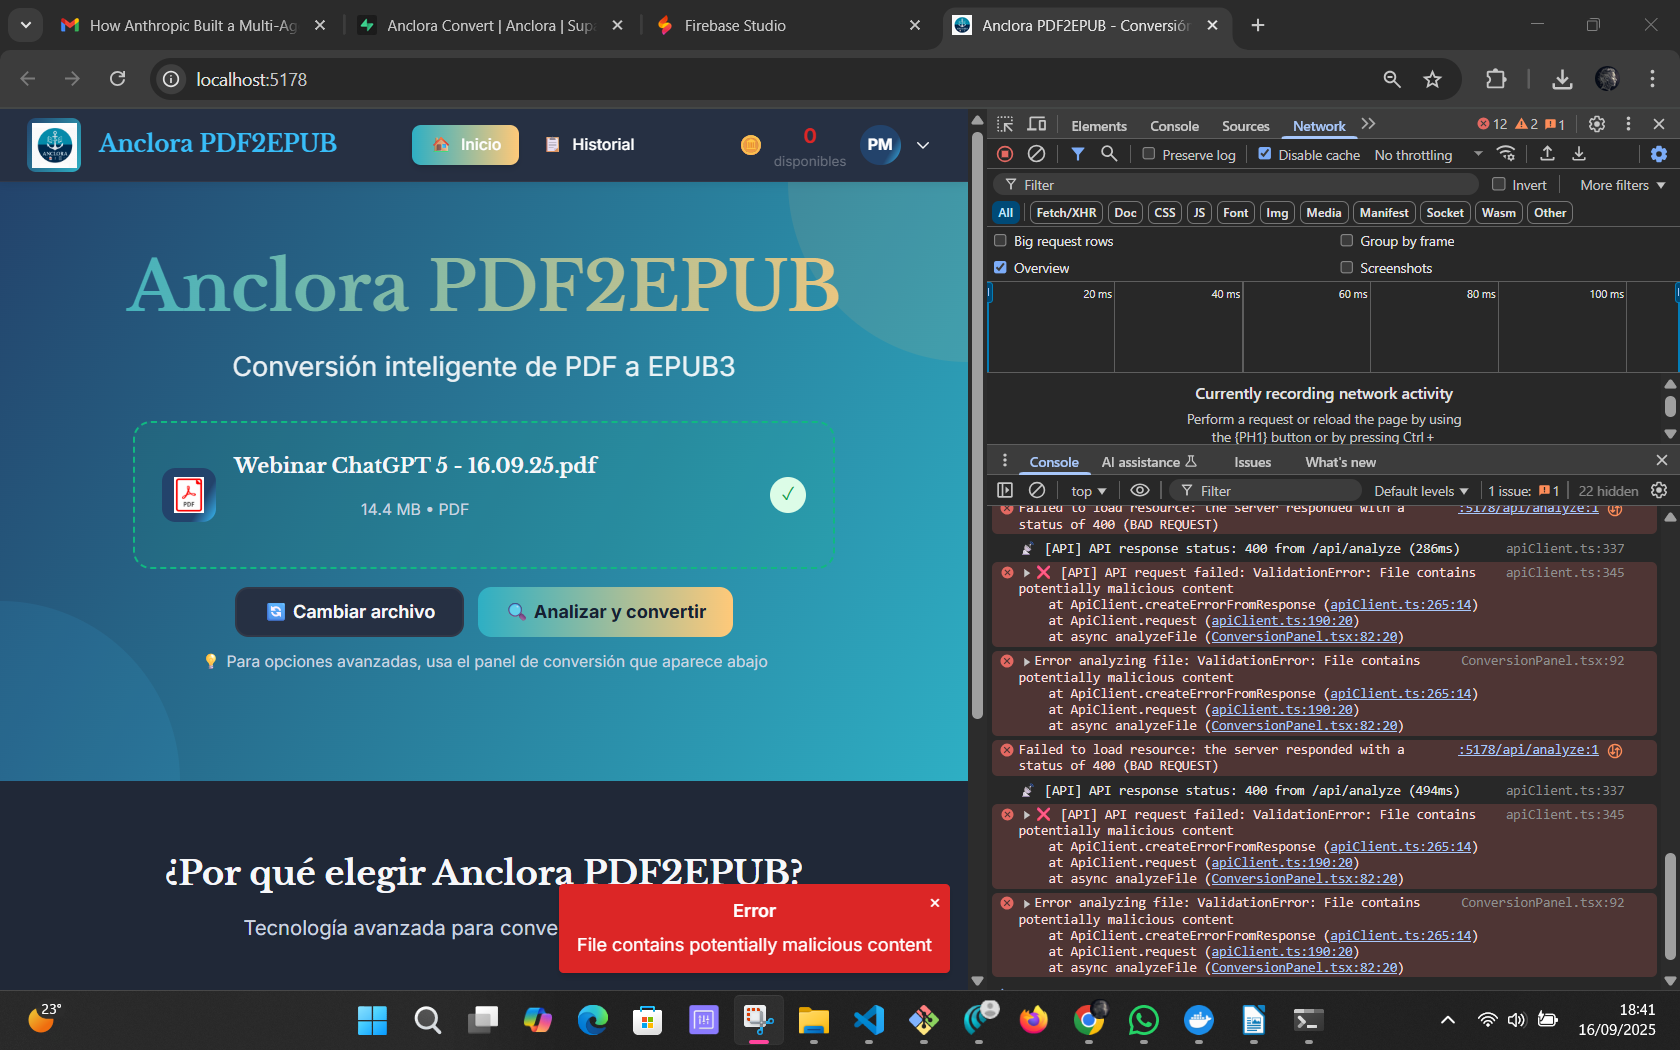 How Anthropic Built a Multi-Ag
Anclora Convert | Anclora | Supa
Firebase Studio
Anclora PDF2EPUB - Conversión
localhost:5178
Anclora PDF2EPUB
Inicio
Historial
0
disponibles
PM
Anclora PDF2EPUB
Conversión inteligente de PDF a EPUB3
PDF
Webinar ChatGPT 5 - 16.09.25.pdf
14.4 MB • PDF
Cambiar archivo
Analizar y convertir
Para opciones avanzadas, usa el panel de conversión que aparece abajo
¿Por qué elegir Anclora PDF2EPUB?
Tecnología avanzada para conve
Error
File contains potentially malicious content
Elements
Console
Sources
Network
12
2
1
Preserve log
Disable cache
No throttling
Filter
Invert
More filters
All
Fetch/XHR
Doc
CSS
JS
Font
Img
Media
Manifest
Socket
Wasm
Other
Big request rows
Group by frame
Overview
Screenshots
20 ms
40 ms
60 ms
80 ms
100 ms
Currently recording network activity
Perform a request or reload the page by using
the {PH1} button or by pressing Ctrl +
Console
AI assistance
Issues
What's new
top
Filter
Default levels
1 issue: 1
22 hidden
Failed to load resource: the server responded with a :5178/api/analyze:1
status of 400 (BAD REQUEST)
[API] API response status: 400 from /api/analyze (286ms) apiClient.ts:337
[API] API request failed: ValidationError: File contains apiClient.ts:345
potentially malicious content
at ApiClient.createErrorFromResponse (apiClient.ts:265:14)
at ApiClient.request (apiClient.ts:190:20)
at async analyzeFile (ConversionPanel.tsx:82:20)
Error analyzing file: ValidationError: File contains ConversionPanel.tsx:92
potentially malicious content
at ApiClient.createErrorFromResponse (apiClient.ts:265:14)
at ApiClient.request (apiClient.ts:190:20)
at async analyzeFile (ConversionPanel.tsx:82:20)
Failed to load resource: the server responded with a :5178/api/analyze:1
status of 400 (BAD REQUEST)
[API] API response status: 400 from /api/analyze (494ms) apiClient.ts:337
[API] API request failed: ValidationError: File contains apiClient.ts:345
potentially malicious content
at ApiClient.createErrorFromResponse (apiClient.ts:265:14)
at ApiClient.request (apiClient.ts:190:20)
at async analyzeFile (ConversionPanel.tsx:82:20)
Error analyzing file: ValidationError: File contains ConversionPanel.tsx:92
potentially malicious content
at ApiClient.createErrorFromResponse (apiClient.ts:265:14)
at ApiClient.request (apiClient.ts:190:20)
at async analyzeFile (ConversionPanel.tsx:82:20)
23°
18:41
16/09/2025